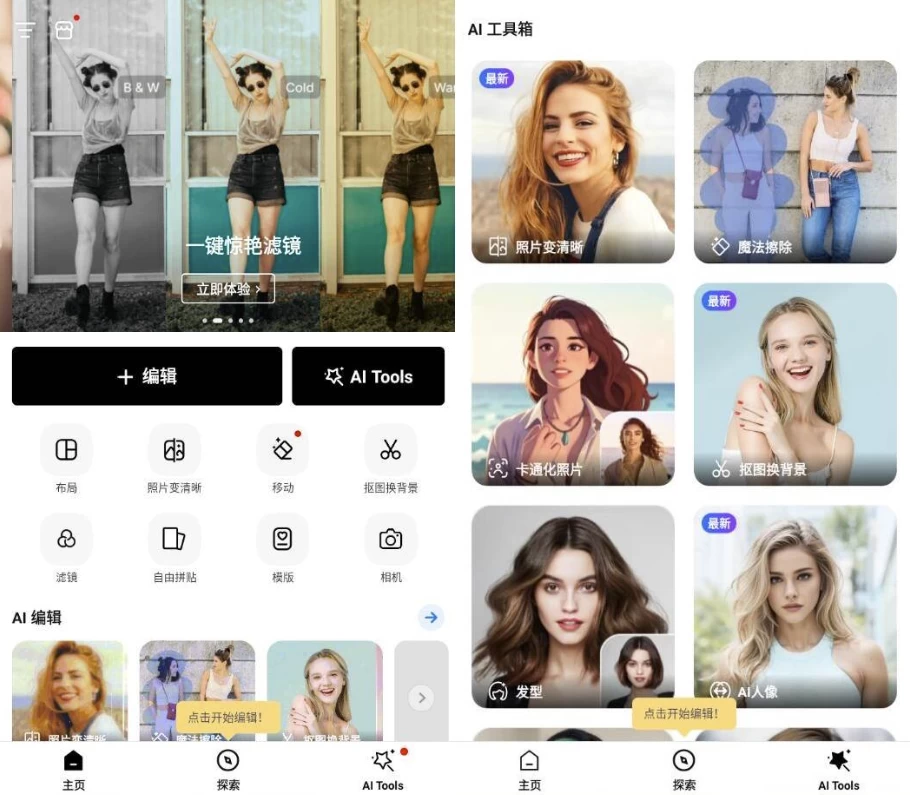 B & W
Cold
Wa
一键惊艳滤镜
立即体验 ›
+ 编辑
AI Tools
布局
照片变清晰
移动
抠图换背景
滤镜
自由拼贴
模版
相机
AI 编辑
照片变清晰
魔法擦除
抠图换背景
点击开始编辑!
主页
探索
AI Tools
AI 工具箱
最新
照片变清晰
魔法擦除
卡通化照片
最新
抠图换背景
发型
最新
AI人像
点击开始编辑!
主页
探索
AI Tools